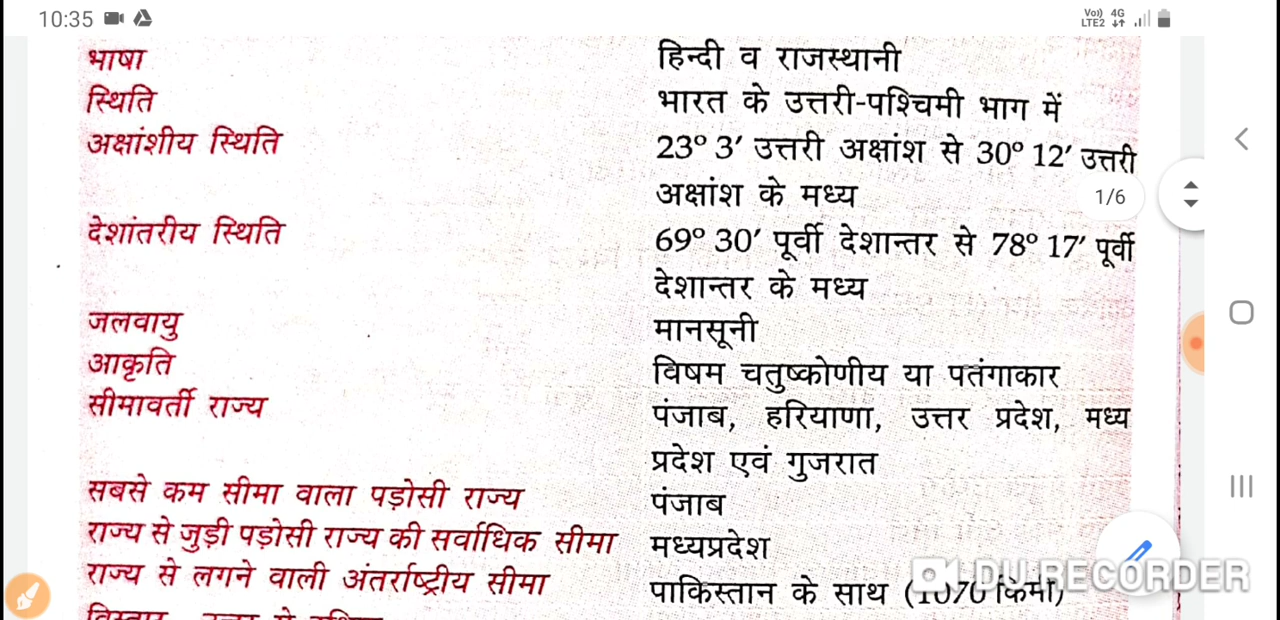 10:35
Vo)) 4G
LTE2
भाषा हिन्दी व राजस्थानी
स्थिति भारत के उत्तरी-पश्चिमी भाग में
अक्षांशीय स्थिति 23° 3′ उत्तरी अक्षांश से 30° 12′ उत्तरी
अक्षांश के मध्य
1/6
देशांतरीय स्थिति 69° 30′ पूर्वी देशान्तर से 78° 17′ पूर्वी
देशान्तर के मध्य
जलवायु मानसूनी
आकृति विषम चतुष्कोणीय या पतंगाकार
सीमावर्ती राज्य पंजाब, हरियाणा, उत्तर प्रदेश, मध्य
प्रदेश एवं गुजरात
सबसे कम सीमा वाला पड़ोसी राज्य पंजाब
राज्य से जुड़ी पड़ोसी राज्य की सर्वाधिक सीमा मध्यप्रदेश
राज्य से लगने वाली अंतर्राष्ट्रीय सीमा पाकिस्तान के साथ (1070 किमी)
DU RECORDER